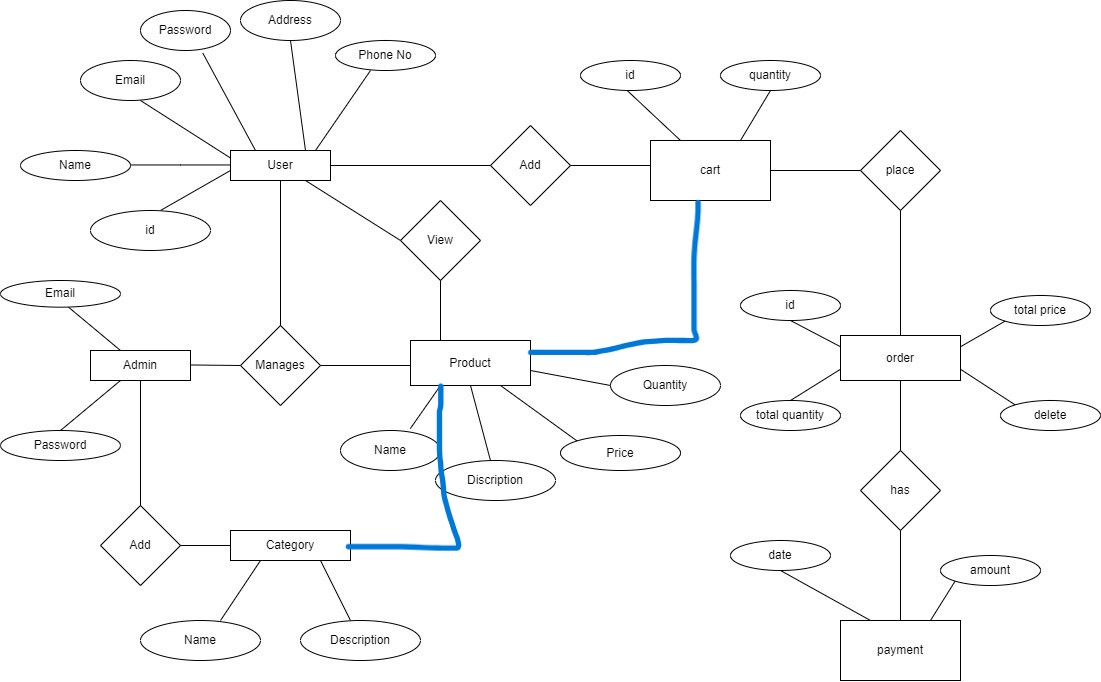 Address
Password
Phone No
Email
id
quantity
Name
User
Add
cart
place
id
View
Email
id
total price
Admin
Manages
Product
order
Quantity
total quantity
delete
Password
Name
Price
Discription
has
Add
Category
date
amount
Name
Description
payment